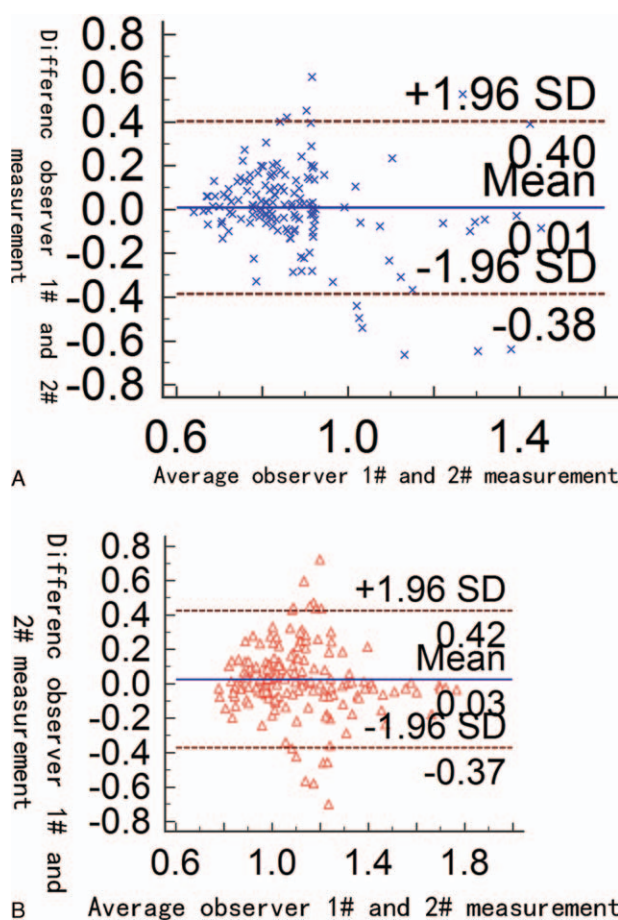 Differenc observer 1# and 2#
measurement
0.8
0.6
0.4
0.2
0.0
-0.2
-0.4
-0.6
-0.8
+1.96 SD
0.40
Mean
0.01
-1.96 SD
-0.38
0.6 1.0 1.4
Average observer 1# and 2# measurement
A
Differenc observer 1# and
2# measurement
0.8
0.6
0.4
0.2
0.0
-0.2
-0.4
-0.6
-0.8
+1.96 SD
0.42
Mean
0.03
-1.96 SD
-0.37
0.6 1.0 1.4 1.8
Average observer 1# and 2# measurement
B